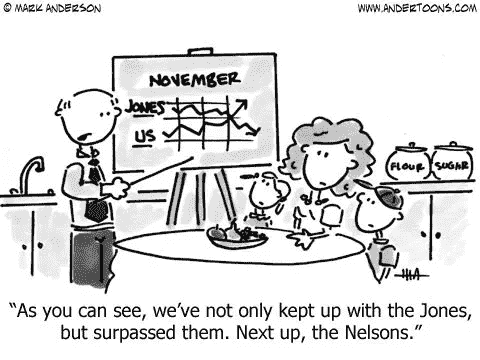 © MARK ANDERSON
WWW.ANDERTOONS.COM
NOVEMBER
JONES
US
FLOUR
SUGAR
"As you can see, we've not only kept up with the Jones,
but surpassed them. Next up, the Nelsons."